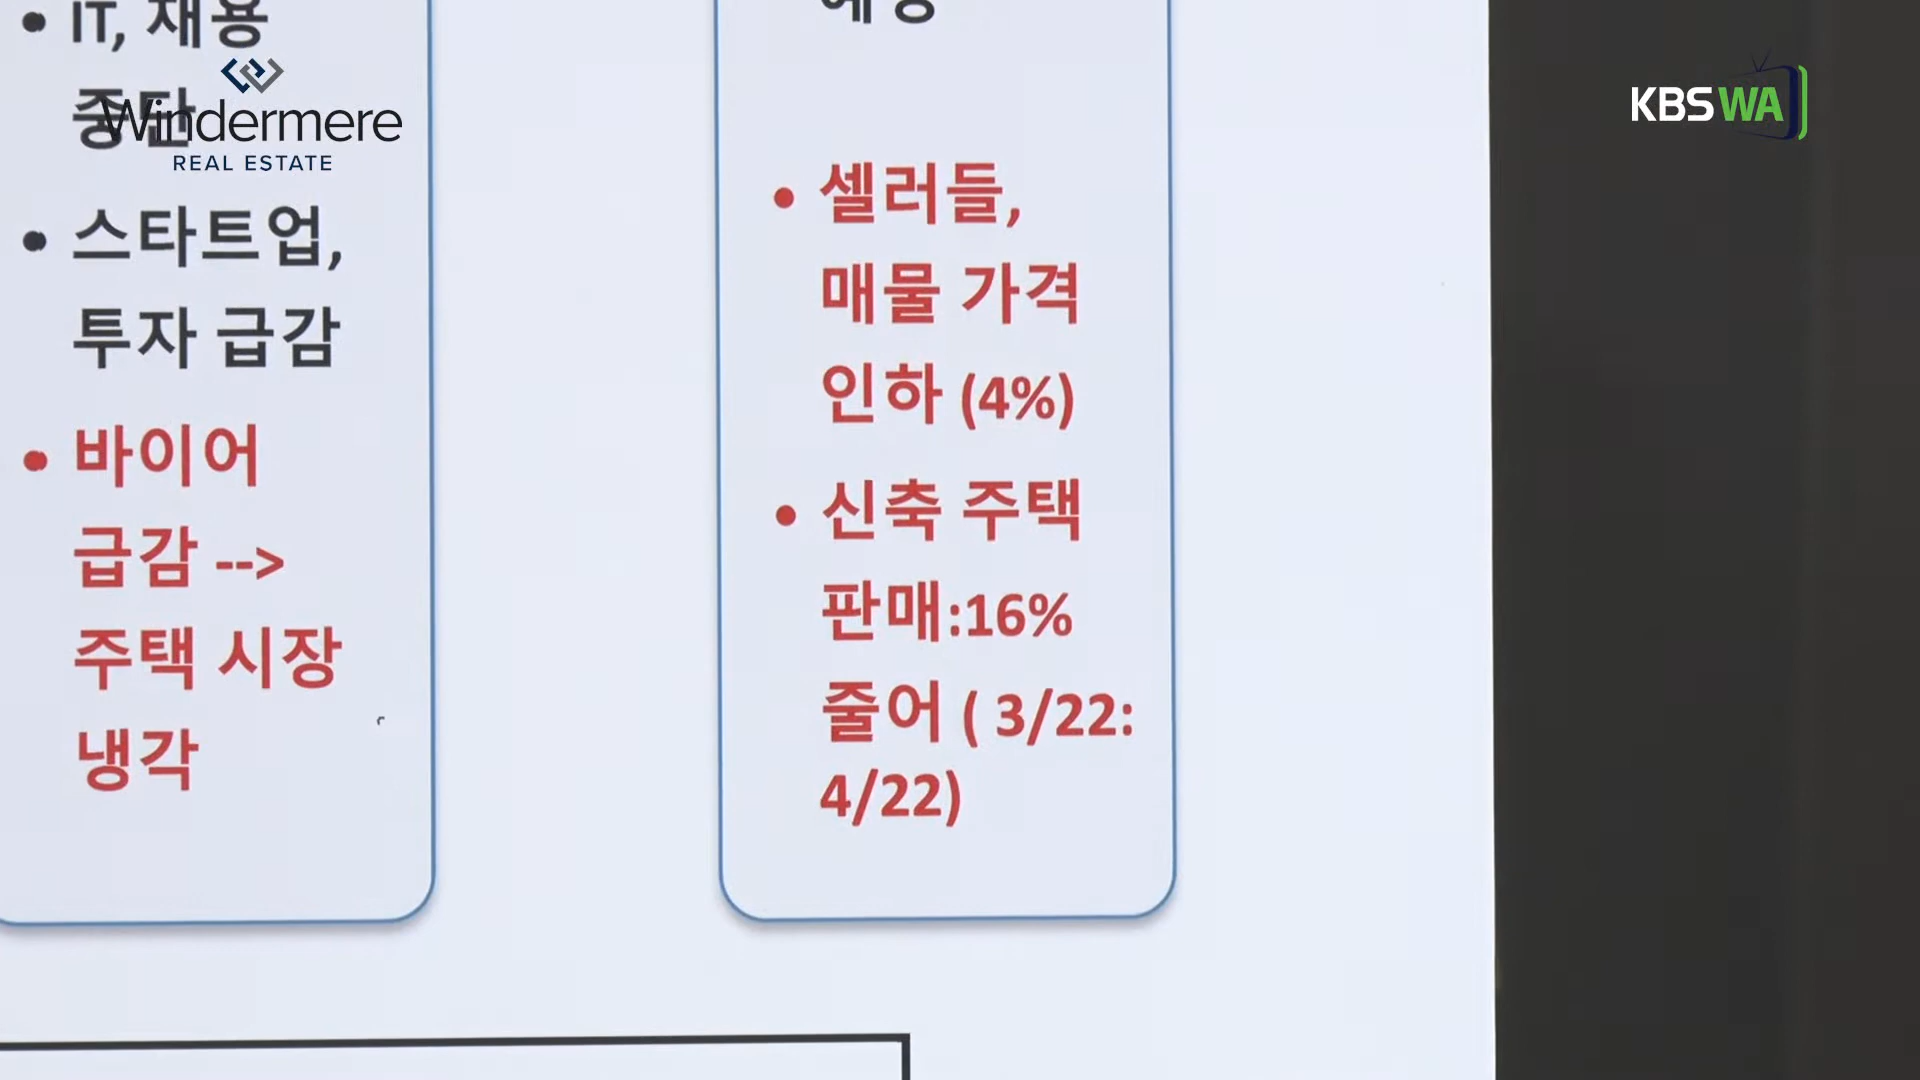 • IT, 채용
중단
Windermere
REAL ESTATE
• 스타트업,
투자 급감
• 바이어
급감 -->
주택 시장
냉각
• 셀러들,
매물 가격
인하 (4%)
• 신축 주택
판매:16%
줄어 ( 3/22:
4/22)
KBS WA